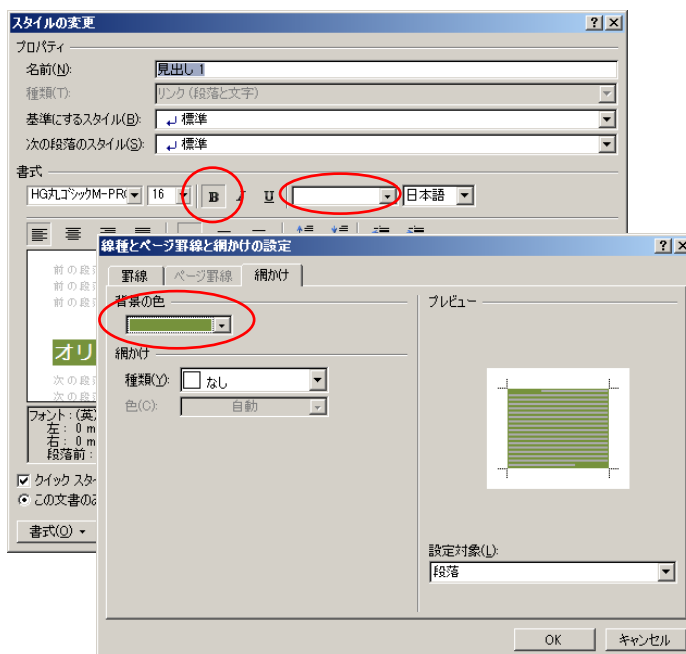 スタイルの変更
プロパティ
名前(N):
見出し 1
種類(T):
リンク (段落と文字)
基準にするスタイル(B):
標準
次の段落のスタイル(S):
標準
書式
HG丸ｺﾞｼｯｸM-PR(
16
B
I
U
日本語
前の段
前の段
前の段
オリ
次の段
次の段
フォント : (英)
左 : 0 m
右 : 0 m
段落前 :
クイック スタ
この文書のみ
書式(O)
線種とページ罫線と網かけの設定
罫線
ページ罫線
網かけ
背景の色
網かけ
種類(Y):
なし
色(C):
自動
プレビュー
設定対象(L):
段落
OK
キャンセル